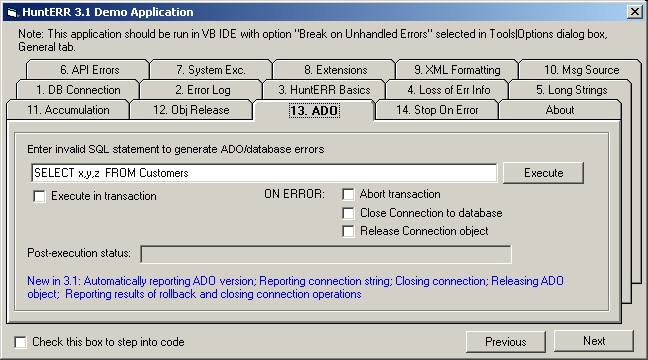 HuntERR 3.1 Demo Application
Note: This application should be run in VB IDE with option "Break on Unhandled Errors" selected in Tools|Options dialog box,
General tab.
6. API Errors 7. System Exc. 8. Extensions 9. XML Formatting 10. Msg Source
1. DB Connection 2. Error Log 3. HuntERR Basics 4. Loss of Err Info 5. Long Strings
11. Accumulation 12. Obj Release 13. ADO 14. Stop On Error About
Enter invalid SQL statement to generate ADO/database errors
SELECT x,y,z FROM Customers Execute
Execute in transaction ON ERROR: Abort transaction
Close Connection to database
Release Connection object
Post-execution status:
New in 3.1: Automatically reporting ADO version; Reporting connection string; Closing connection; Releasing ADO
object; Reporting results of rollback and closing connection operations
Check this box to step into code Previous Next